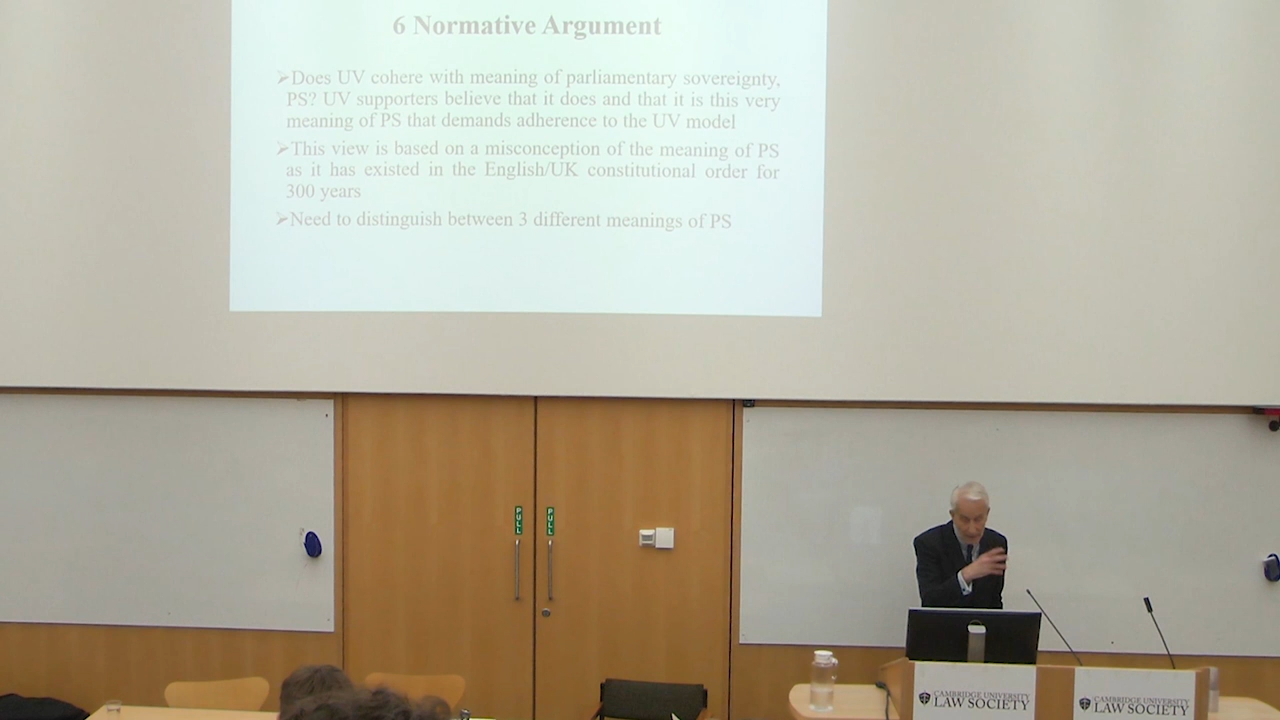 6 Normative Argument
➢Does UV cohere with meaning of parliamentary sovereignty,
PS? UV supporters believe that it does and that it is this very
meaning of PS that demands adherence to the UV model
➢This view is based on a misconception of the meaning of PS
as it has existed in the English/UK constitutional order for
300 years
➢Need to distinguish between 3 different meanings of PS
PULL
PULL
CAMBRIDGE UNIVERSITY
LAW SOCIETY
CAMBRIDGE UNIVERSITY
LAW SOCIETY